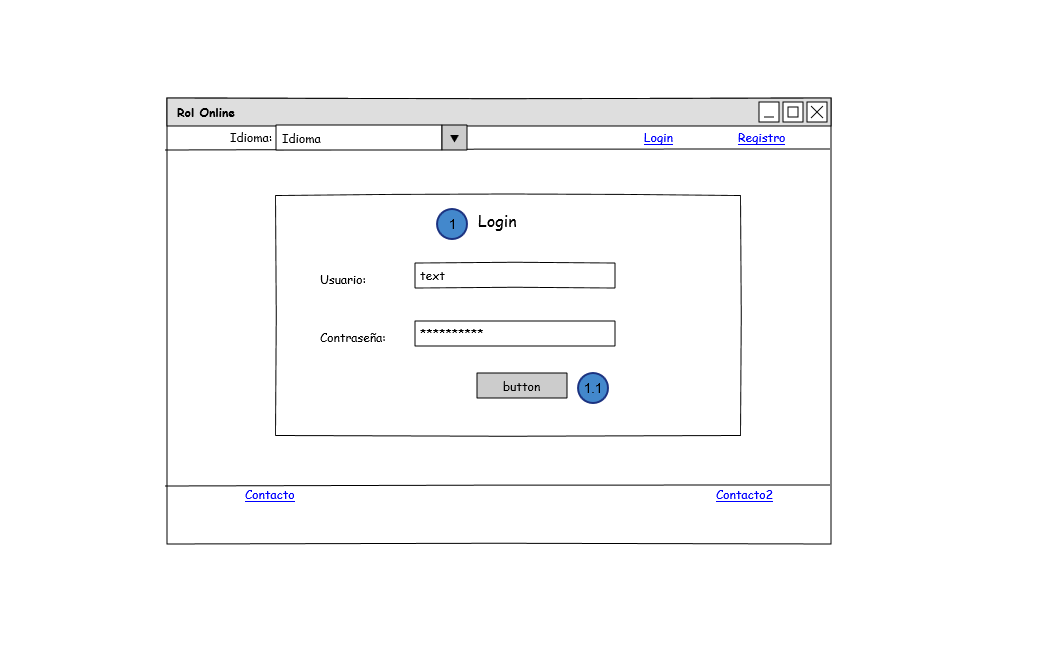 Rol Online
Idioma: Idioma Login Registro
1 Login
Usuario: text
Contraseña: **********
button 1.1
Contacto Contacto2